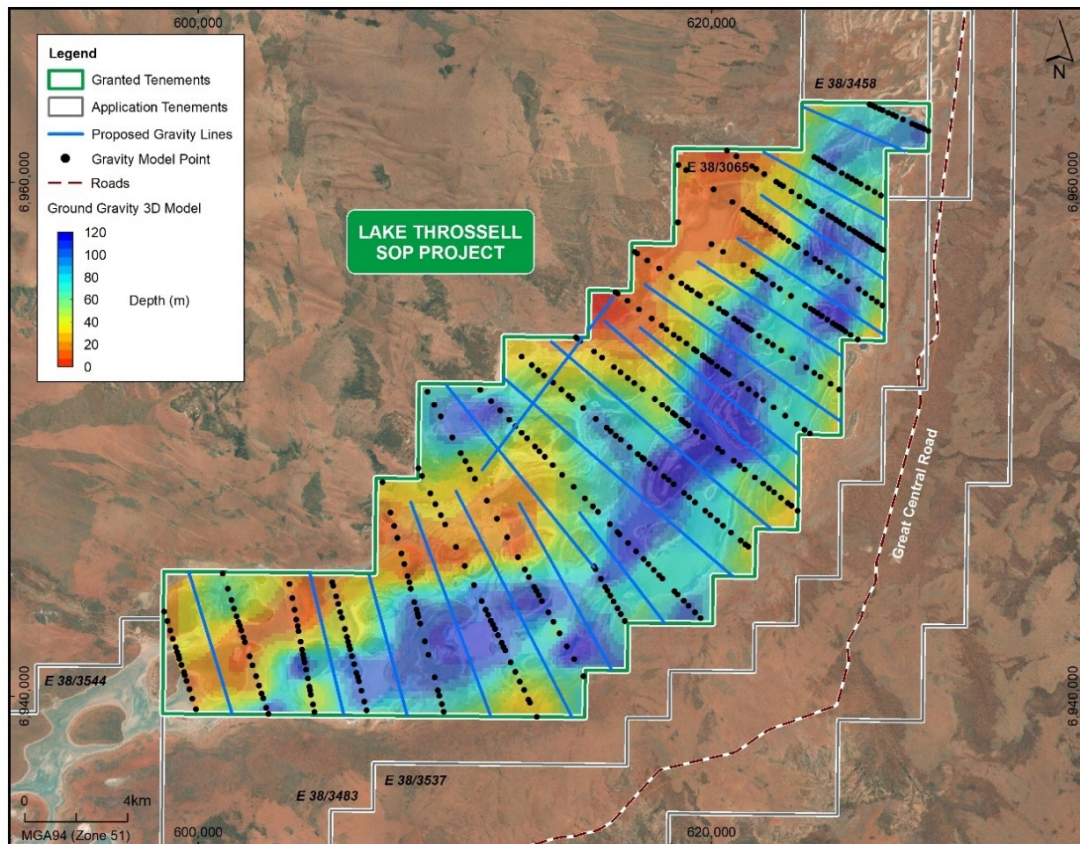 600,000
620,000
Legend
Granted Tenements
Application Tenements
Proposed Gravity Lines
Gravity Model Point
Roads
Ground Gravity 3D Model
120
100
80
60
40
20
0
Depth (m)
LAKE THROSSELL
SOP PROJECT
E 38/3458
N
E 38/3065
6,960,000
6,960,000
Great Central Road
E 38/3544
6,940,000
6,940,000
E 38/3537
E 38/3483
0
4km
MGA94 (Zone 51)
600,000
620,000